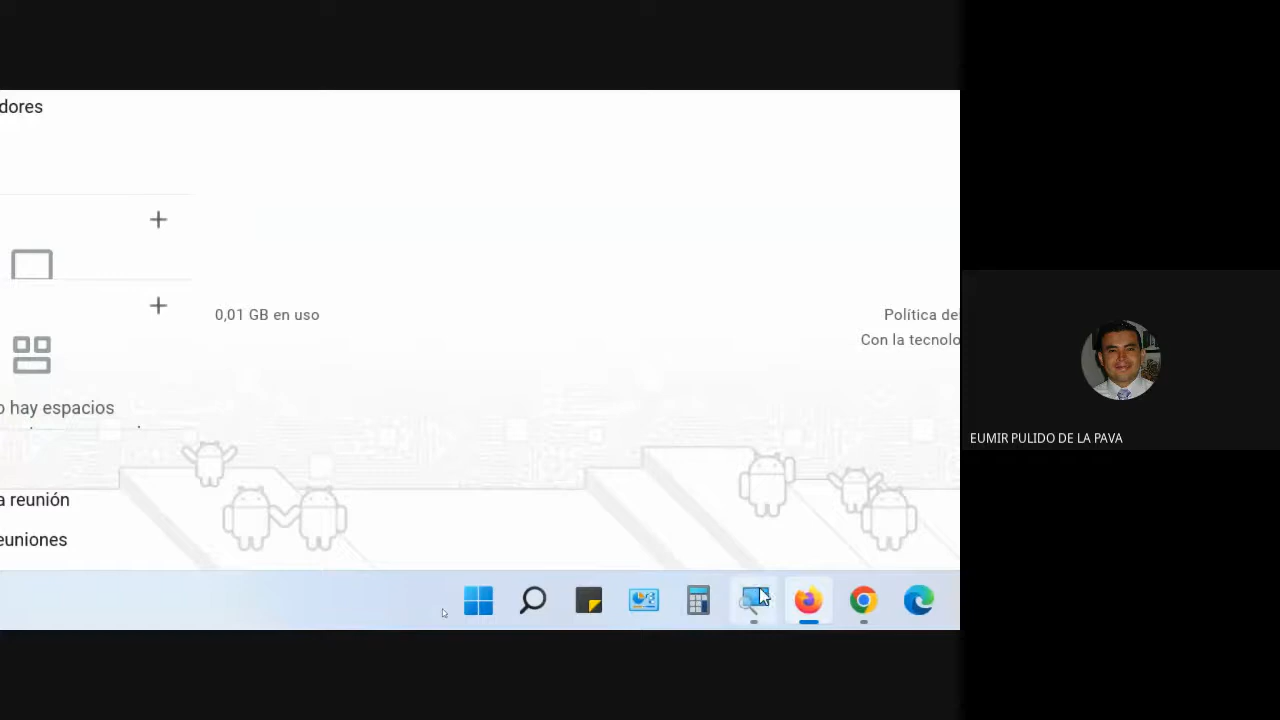 dores
0,01 GB en uso
Política de
Con la tecnolo
o hay espacios
a reunión
euniones
EUMIR PULIDO DE LA PAVA